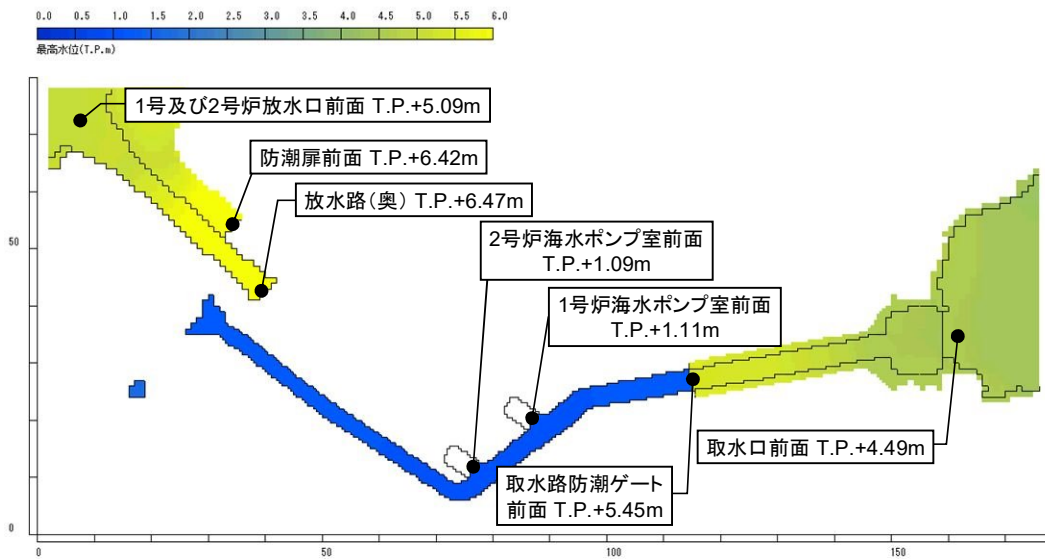 0.0 0.5 1.0 1.5 2.0 2.5 3.0 3.5 4.0 4.5 5.0 5.5 6.0
最高水位(T.P.m)
1号及び2号炉放水口前面 T.P.+5.09m
防潮扉前面 T.P.+6.42m
放水路(奥) T.P.+6.47m
2号炉海水ポンプ室前面
T.P.+1.09m
1号炉海水ポンプ室前面
T.P.+1.11m
取水口前面 T.P.+4.49m
取水路防潮ゲート
前面 T.P.+5.45m
50
0
0 50 100 150